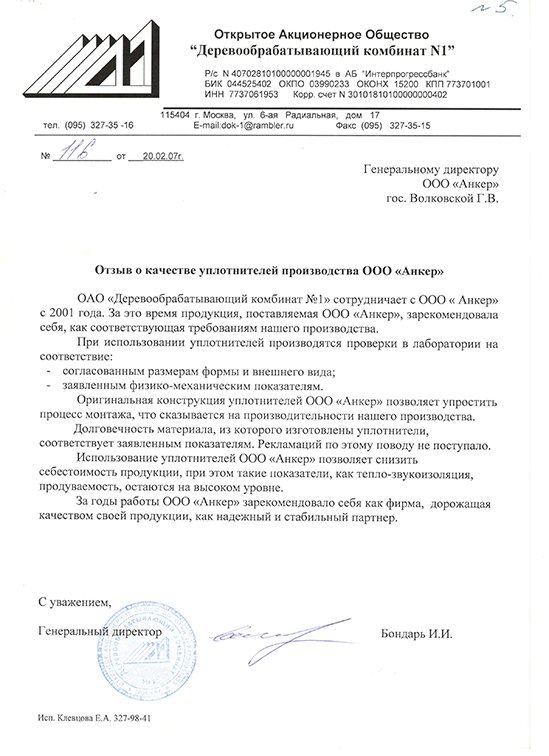 № 5.
Открытое Акционерное Общество
“Деревообрабатывающий комбинат N1”
Р/с N 40702810100000001945 в АБ "Интерпрогрессбанк"
БИК 044525402 ОКПО 03990233 ОКОНХ 15200 КПП 773701001
ИНН 7737061953 Корр. счет N 30101810100000000402
115404 г. Москва, ул. 6-ая Радиальная, дом 17
тел. (095) 327-35 -16 E-mail:dok-1@rambler.ru Факс (095) 327-35-15
№ 116 от 20.02.07г.
Генеральному директору
ООО «Анкер»
гос. Волковской Г.В.
Отзыв о качестве уплотнителей производства ООО «Анкер»
ОАО «Деревообрабатывающий комбинат №1» сотрудничает с ООО « Анкер»
с 2001 года. За это время продукция, поставляемая ООО «Анкер», зарекомендовала
себя, как соответствующая требованиям нашего производства.
При использовании уплотнителей производятся проверки в лаборатории на
соответствие:
- согласованным размерам формы и внешнего вида;
- заявленным физико-механическим показателям.
Оригинальная конструкция уплотнителей ООО «Анкер» позволяет упростить
процесс монтажа, что сказывается на производительности нашего производства.
Долговечность материала, из которого изготовлены уплотнители,
соответствует заявленным показателям. Рекламаций по этому поводу не поступало.
Использование уплотнителей ООО «Анкер» позволяет снизить
себестоимость продукции, при этом такие показатели, как тепло-звукоизоляция,
продуваемость, остаются на высоком уровне.
За годы работы ООО «Анкер» зарекомендовало себя как фирма, дорожащая
качеством своей продукции, как надежный и стабильный партнер.
С уважением,
Генеральный директор Бондарь И.И.
Исп. Клевцова Е.А. 327-98-41